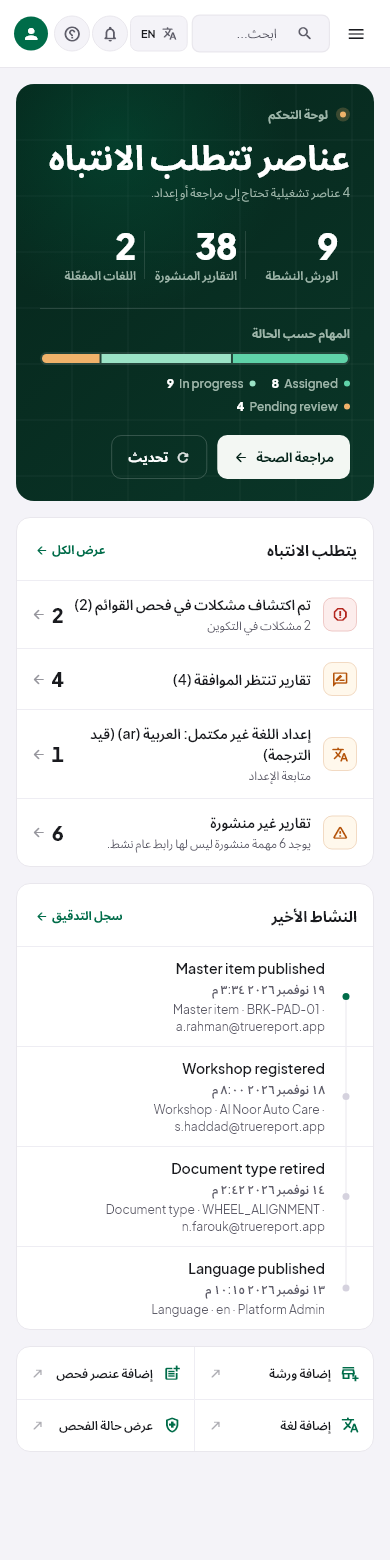 ابحث...
EN
لوحة التحكم
عناصر تتطلب الانتباه
4 عناصر تشغيلية تحتاج إلى مراجعة أو إعداد.
9 38 2
الورش النشطة التقارير المنشورة اللغات المفعّلة
المهام حسب الحالة
Assigned 8 In progress 9
Pending review 4
مراجعة الصحة تحديث
يتطلب الانتباه عرض الكل
تم اكتشاف مشكلات في فحص القوائم (2) 2
2 مشكلات في التكوين
تقارير تنتظر الموافقة (4) 4
إعداد اللغة غير مكتمل: العربية (ar) (قيد
الترجمة) 1
متابعة الإعداد
تقارير غير منشورة 6
يوجد 6 مهمة منشورة ليس لها رابط عام نشط.
النشاط الأخير سجل التدقيق
Master item published
١٩ نوفمبر ٢٠٢٦ ٣:٣٤ م
Master item · BRK-PAD-01 ·
a.rahman@truereport.app
Workshop registered
١٨ نوفمبر ٢٠٢٦ ٨:٠٠ م
Workshop · Al Noor Auto Care ·
s.haddad@truereport.app
Document type retired
١٤ نوفمبر ٢٠٢٦ ٢:٤٢ م
Document type · WHEEL_ALIGNMENT ·
n.farouk@truereport.app
Language published
١٣ نوفمبر ٢٠٢٦ ١٠:١٥ م
Language · en · Platform Admin
إضافة ورشة إضافة عنصر فحص
إضافة لغة عرض حالة الفحص